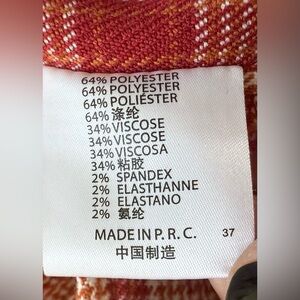 64% POLYESTER
64% POLYESTER
64% POLIÉSTER
64% 涤纶
34% VISCOSE
34% VISCOSE
34% VISCOSA
34% 粘胶
2% SPANDEX
2% ELASTHANNE
2% ELASTANO
2% 氨纶
MADE IN P.R.C. 37
中国制造